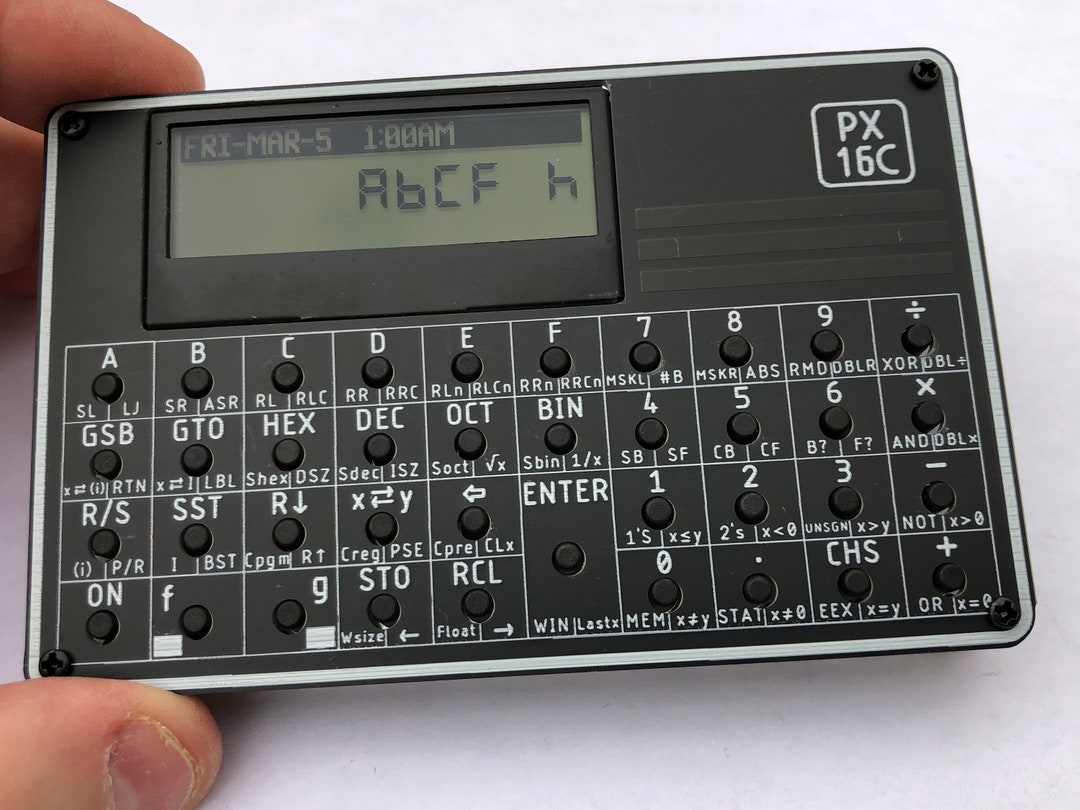 FRI-MAR-5 1:00AM
AbCF h
PX
16C
A B C D E F 7 8 9 ÷
SL | LJ SR | ASR RL | RLC RR | RRC RLn | RLCn RRn | RRCn MSKL | #B MSKR | ABS RMD | DBLR XOR | DBL÷
GSB GTO HEX DEC OCT BIN 4 5 6 ×
x⇄(i) | RTN x⇄I | LBL Shex | DSZ Sdec | ISZ Soct | √x Sbin | 1/x SB | SF CB | CF B? | F? AND | DBL×
R/S SST R↓ x⇄y ⇦ ENTER 1 2 3 −
(i) | P/R I | BST Cpgm | R↑ Creg | PSE Cpre | CLx 1'S | x≤y 2's | x<0 UNSGN | x>y NOT | x>0
ON f g STO RCL 0 . CHS +
Wsize | ← Float | → WIN | Lastx MEM | x≠y STAT | x≠0 EEX | x=y OR | x=0